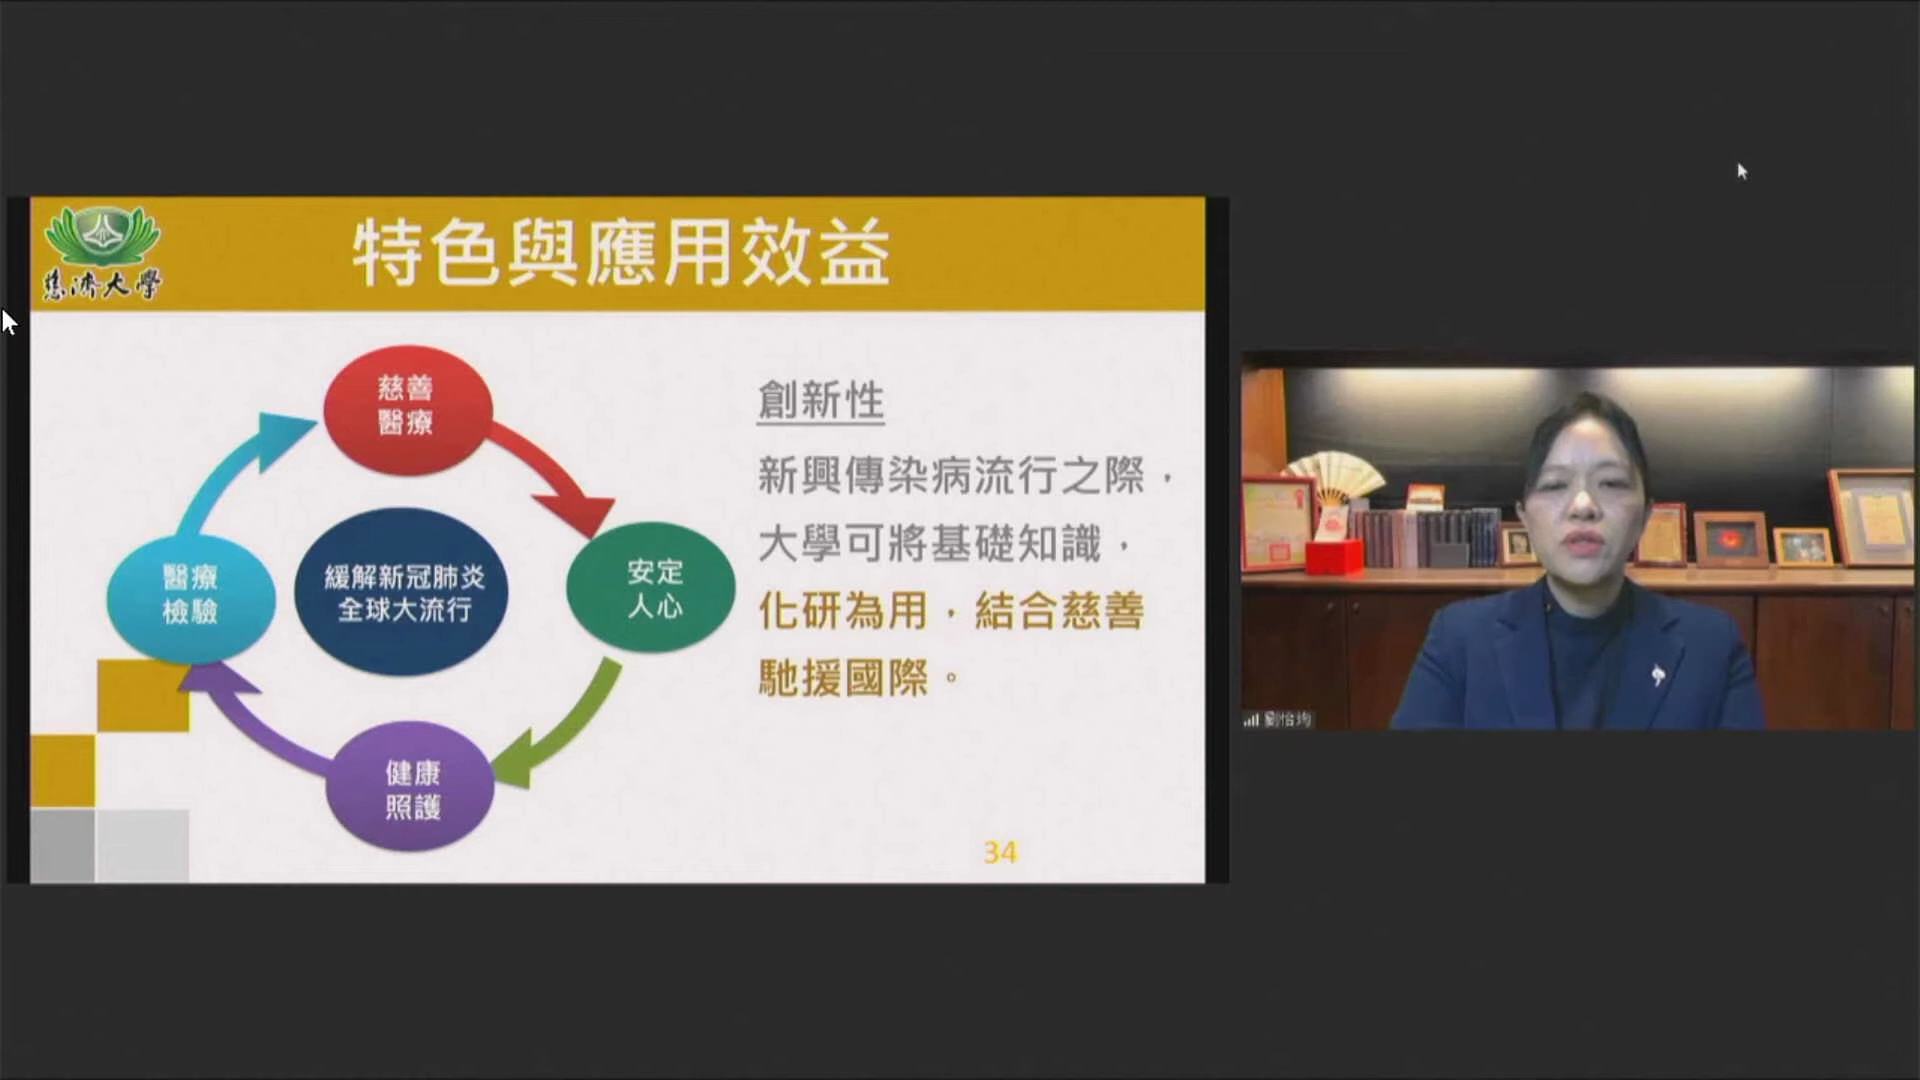 慈濟大學
特色與應用效益
慈善
醫療
安定
人心
健康
照護
醫療
檢驗
緩解新冠肺炎
全球大流行
創新性
新興傳染病流行之際，
大學可將基礎知識，
化研為用，結合慈善
馳援國際。
34
劉怡均